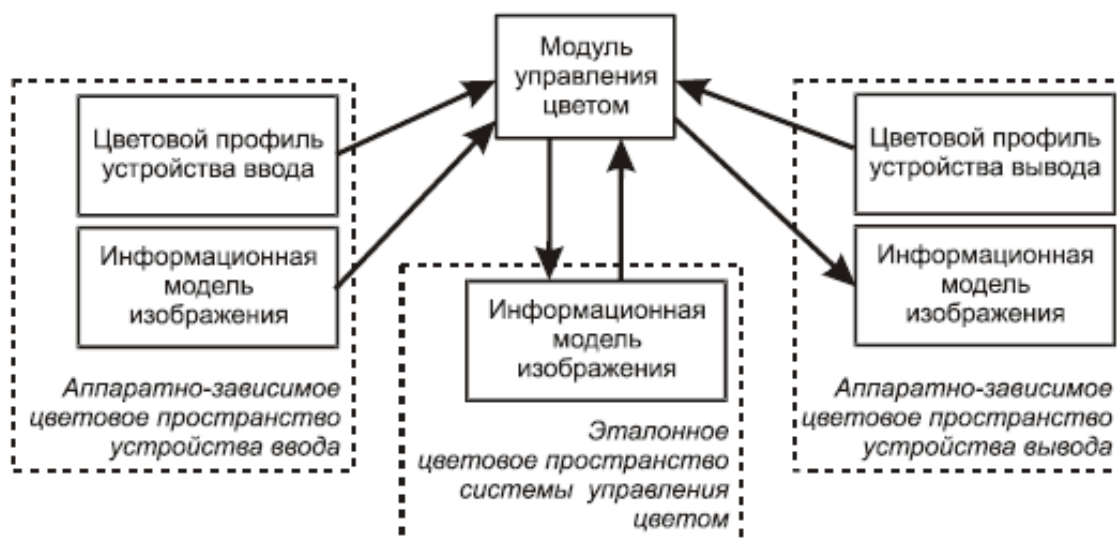 Модуль
управления
цветом
Цветовой профиль
устройства ввода
Информационная
модель
изображения
Аппаратно-зависимое
цветовое пространство
устройства ввода
Информационная
модель
изображения
Эталонное
цветовое пространство
системы управления
цветом
Цветовой профиль
устройства вывода
Информационная
модель
изображения
Аппаратно-зависимое
цветовое пространство
устройства вывода